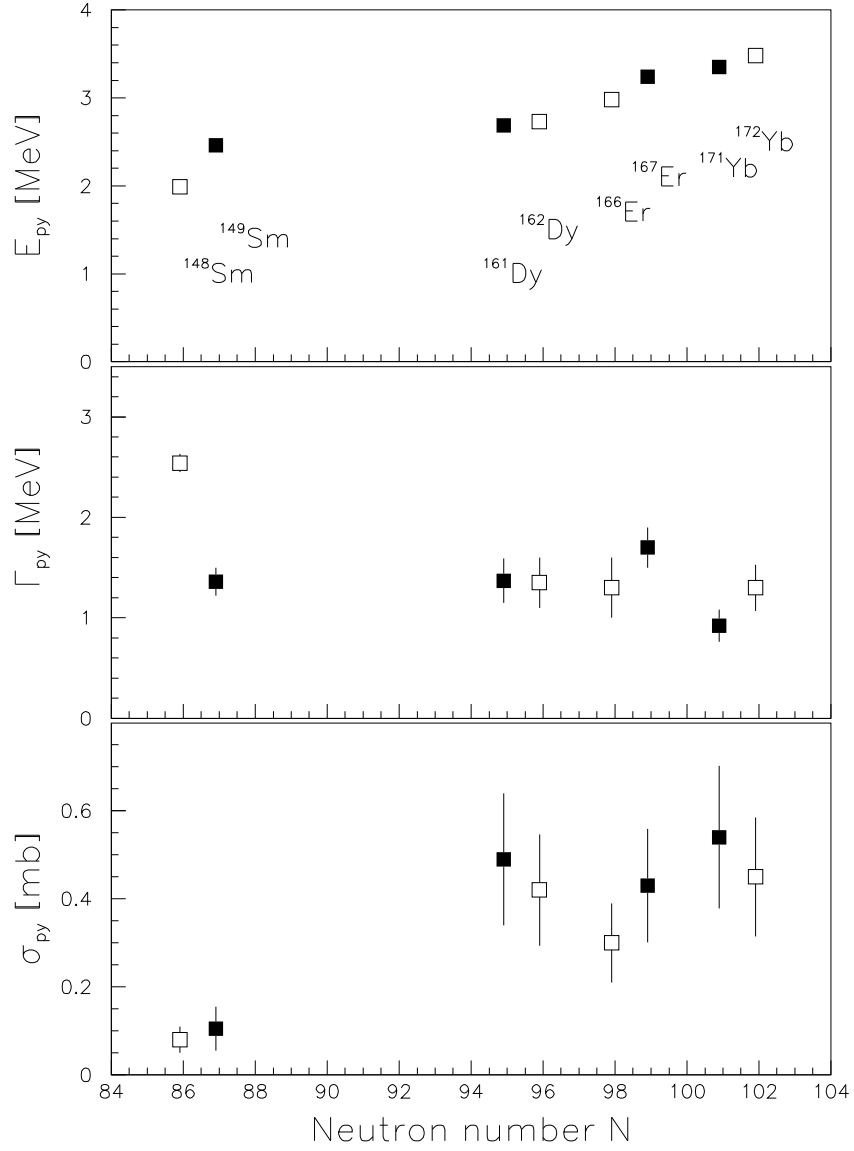 4
3
2
1
0
E_py [MeV]
¹⁷²Yb
¹⁷¹Yb
¹⁶⁷Er
¹⁶⁶Er
¹⁶²Dy
¹⁴⁹Sm
¹⁴⁸Sm
¹⁶¹Dy
3
2
1
0
Γ_py [MeV]
0.6
0.4
0.2
0
σ_py [mb]
84 86 88 90 92 94 96 98 100 102 104
Neutron number N